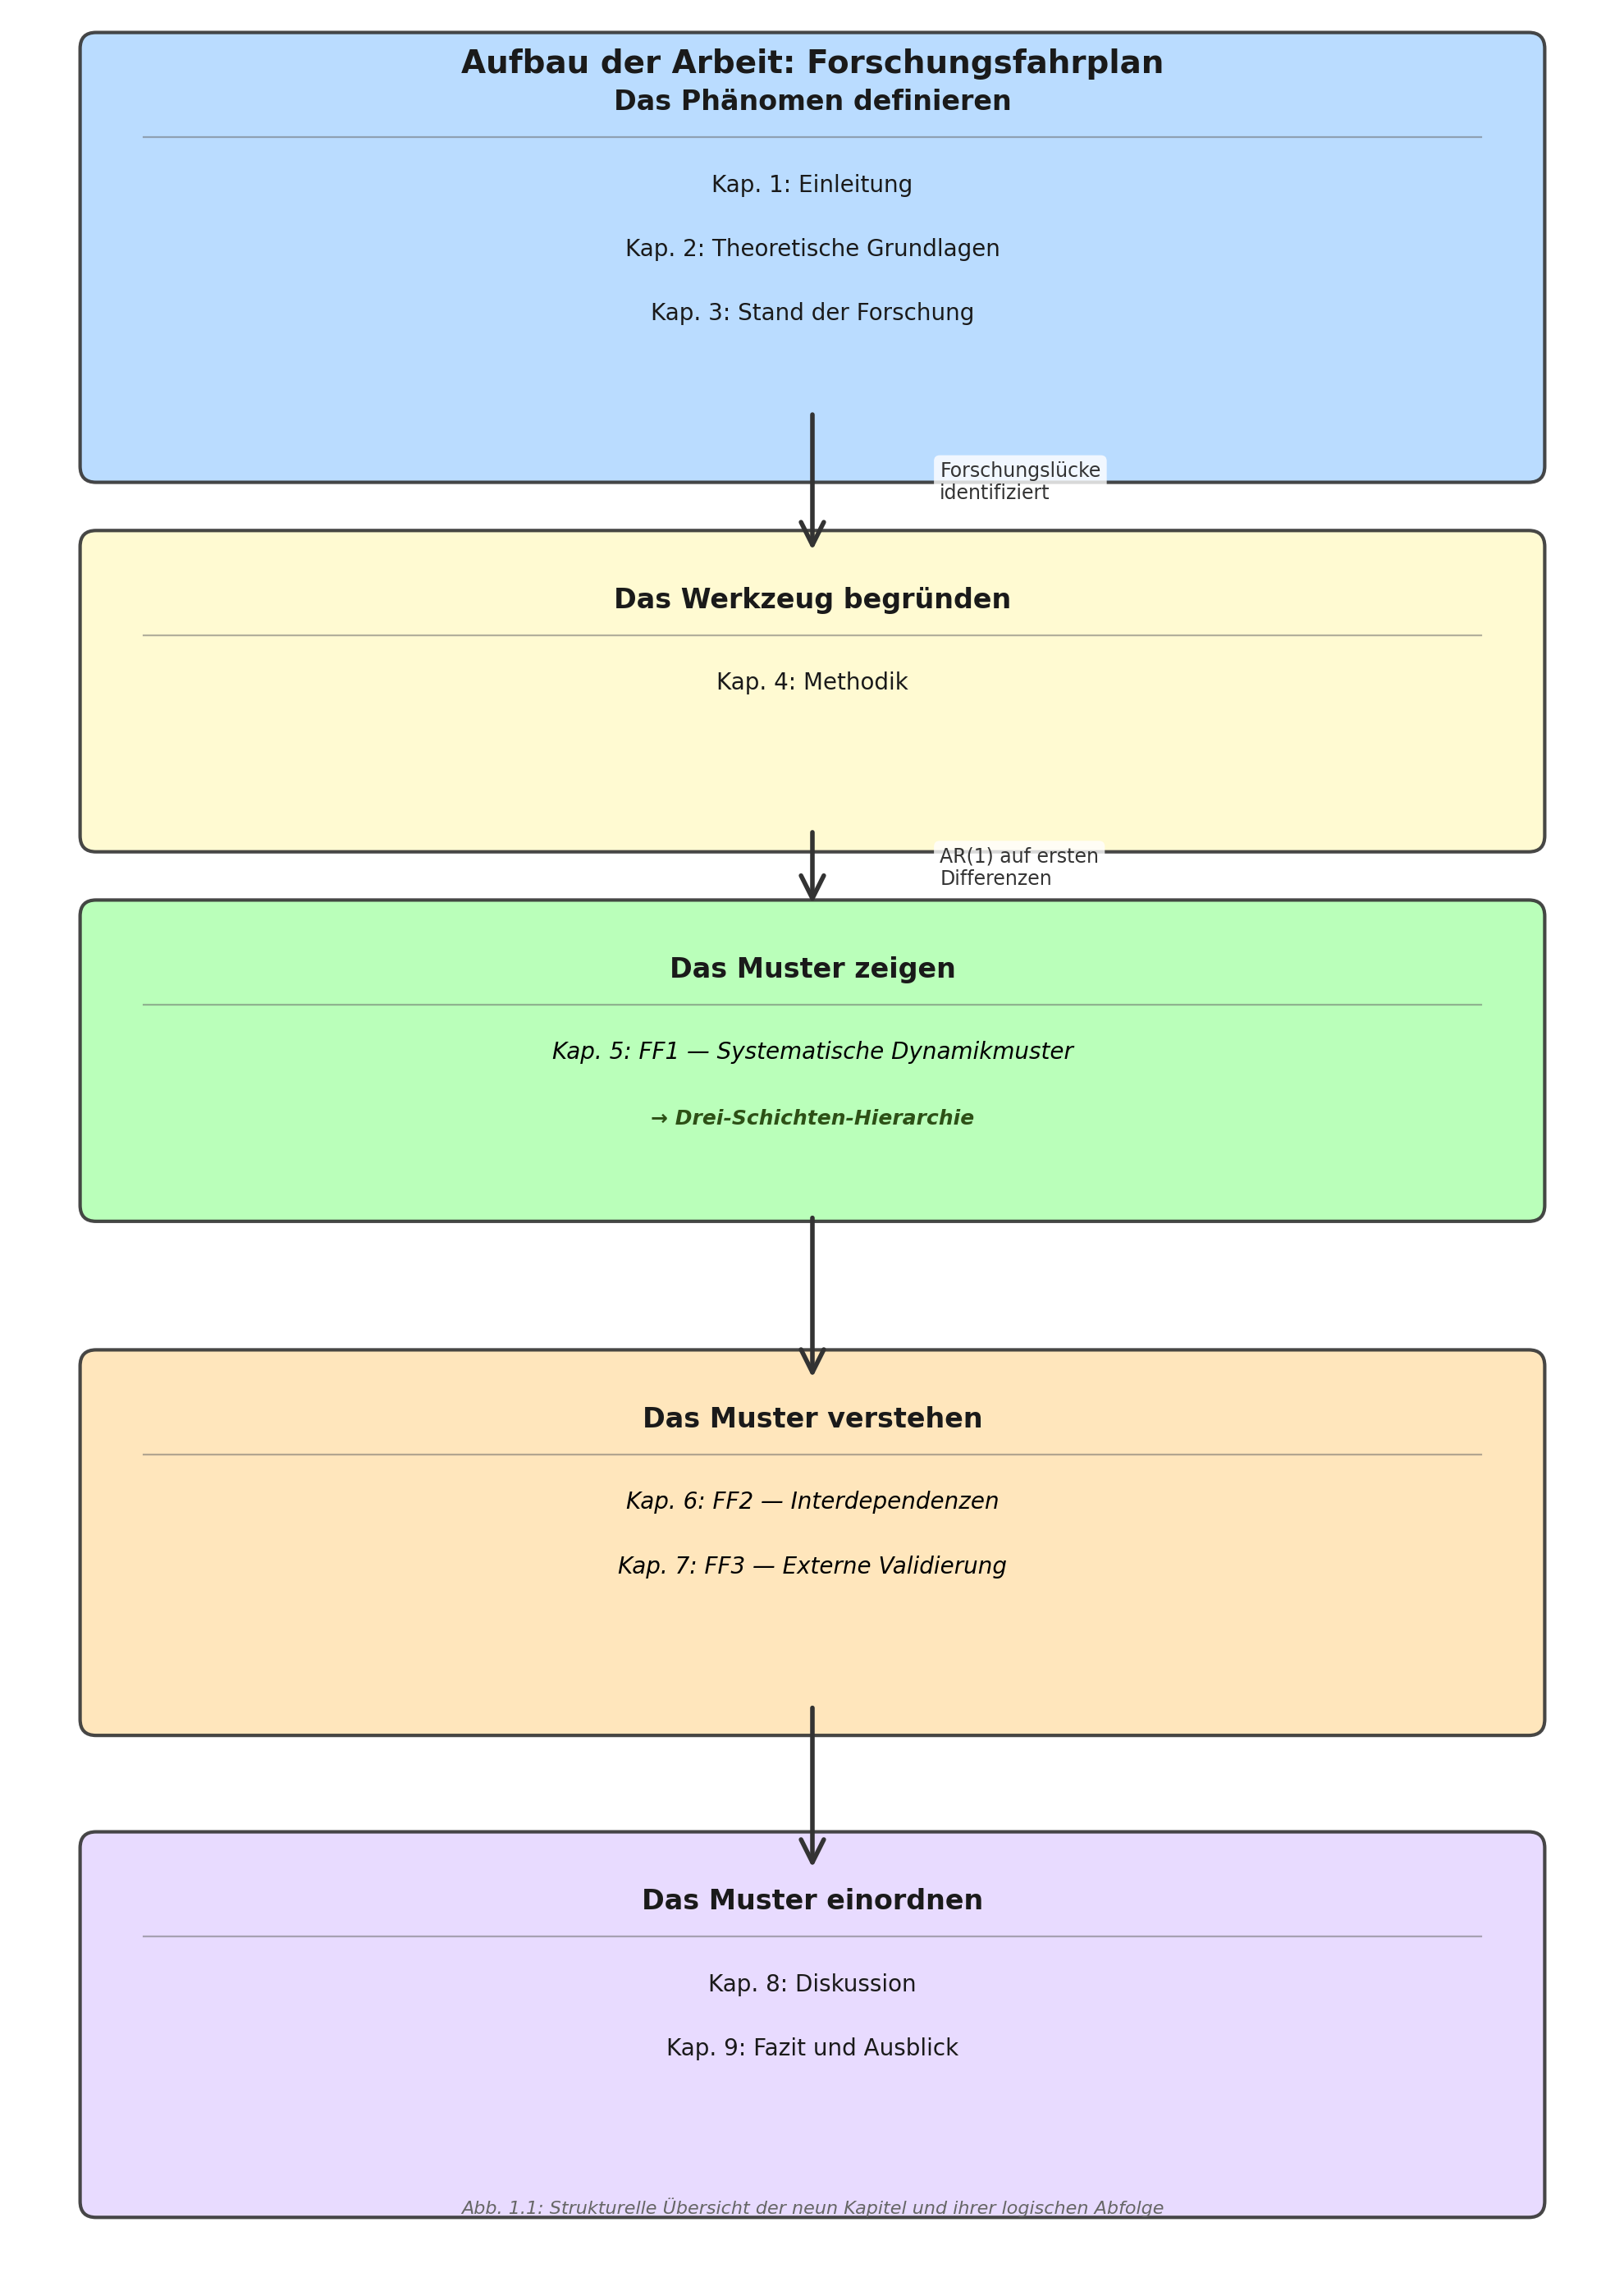 Aufbau der Arbeit: Forschungsfahrplan
Das Phänomen definieren
Kap. 1: Einleitung
Kap. 2: Theoretische Grundlagen
Kap. 3: Stand der Forschung
Forschungslücke
identifiziert
Das Werkzeug begründen
Kap. 4: Methodik
AR(1) auf ersten
Differenzen
Das Muster zeigen
Kap. 5: FF1 — Systematische Dynamikmuster
→ Drei-Schichten-Hierarchie
Das Muster verstehen
Kap. 6: FF2 — Interdependenzen
Kap. 7: FF3 — Externe Validierung
Das Muster einordnen
Kap. 8: Diskussion
Kap. 9: Fazit und Ausblick
Abb. 1.1: Strukturelle Übersicht der neun Kapitel und ihrer logischen Abfolge